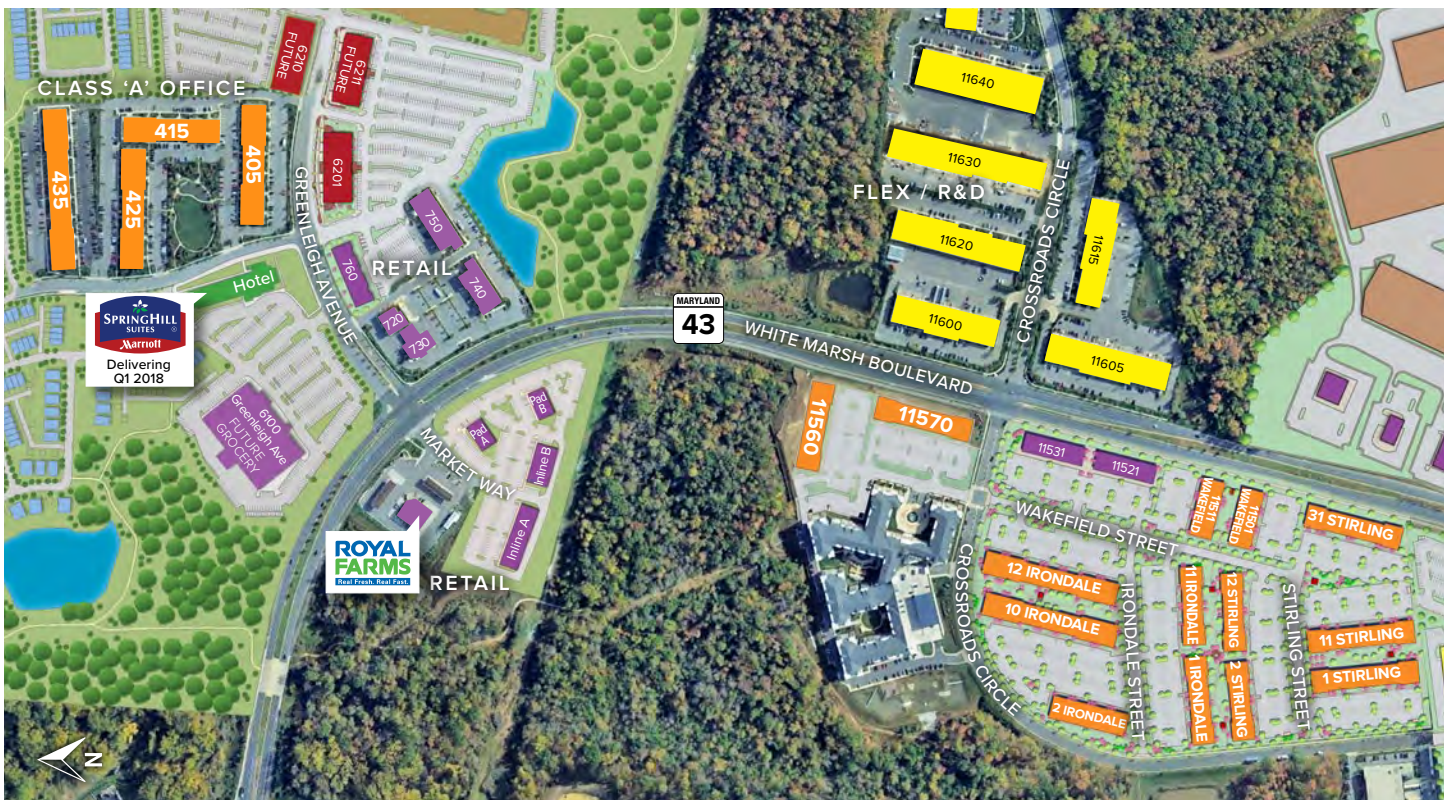 CLASS 'A' OFFICE
435
425
415
405
6210
FUTURE
6211
FUTURE
6201
GREENLEIGH AVENUE
750
760
RETAIL
740
720
730
Hotel
SPRINGHILL
SUITES
®
Marriott
Delivering
Q1 2018
6100
Greenleigh Ave
FUTURE
GROCERY
MARYLAND
43
WHITE MARSH BOULEVARD
11640
11630
FLEX / R&D
11620
11600
CROSSROADS CIRCLE
11615
11605
Pad
A
Pad
B
Inline B
Inline A
MARKET WAY
ROYAL
FARMS
Real Fresh. Real Fast.
RETAIL
11560
11570
11531
11521
11511
WAKEFIELD
11501
WAKEFIELD
31 STIRLING
WAKEFIELD STREET
12 IRONDALE
10 IRONDALE
2 IRONDALE
IRONDALE STREET
11 IRONDALE
1 IRONDALE
12 STIRLING
2 STIRLING
STIRLING STREET
11 STIRLING
1 STIRLING
CROSSROADS CIRCLE
N